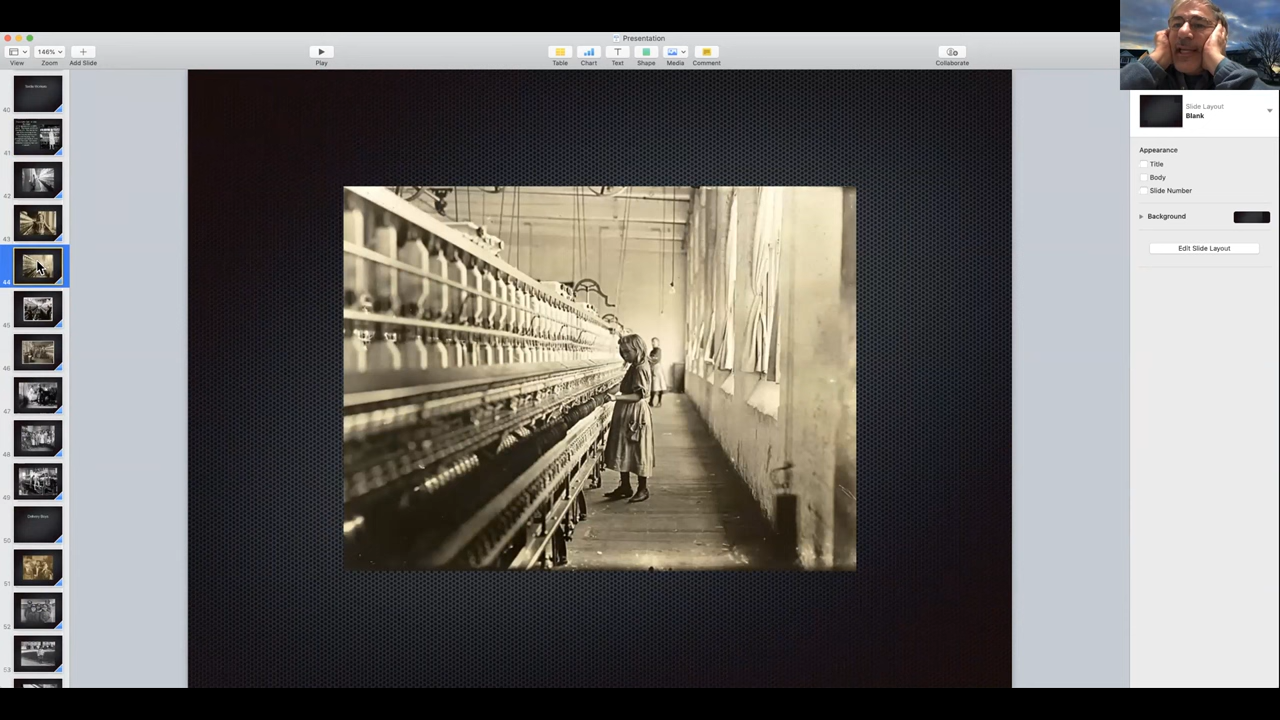 Presentation
146%
View
Zoom
Add Slide
Play
Table
Chart
Text
Shape
Media
Comment
Collaborate
Slide Layout
Blank
Appearance
Title
Body
Slide Number
Background
Edit Slide Layout
40
41
42
43
44
45
46
47
48
49
50
51
52
53